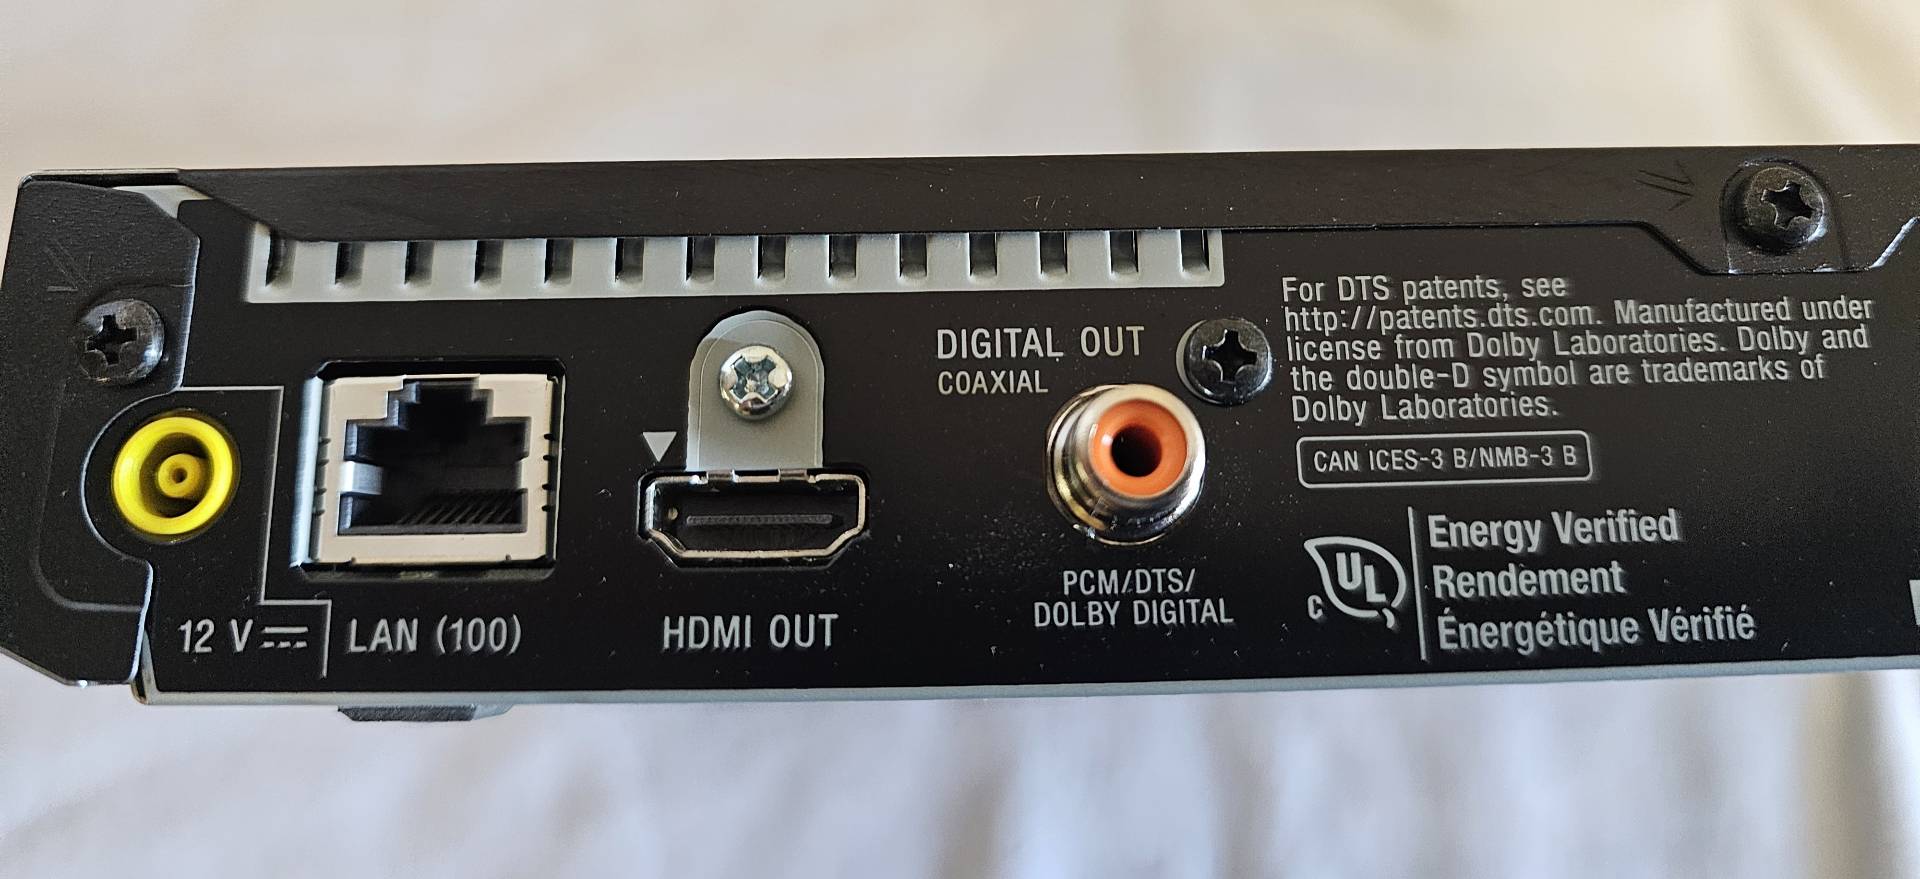 12 V
LAN (100)
HDMI OUT
DIGITAL OUT
COAXIAL
PCM/DTS/
DOLBY DIGITAL
For DTS patents, see
http://patents.dts.com. Manufactured under
license from Dolby Laboratories. Dolby and
the double-D symbol are trademarks of
Dolby Laboratories.
CAN ICES-3 B/NMB-3 B
c UL
Energy Verified
Rendement
Énergétique Vérifié